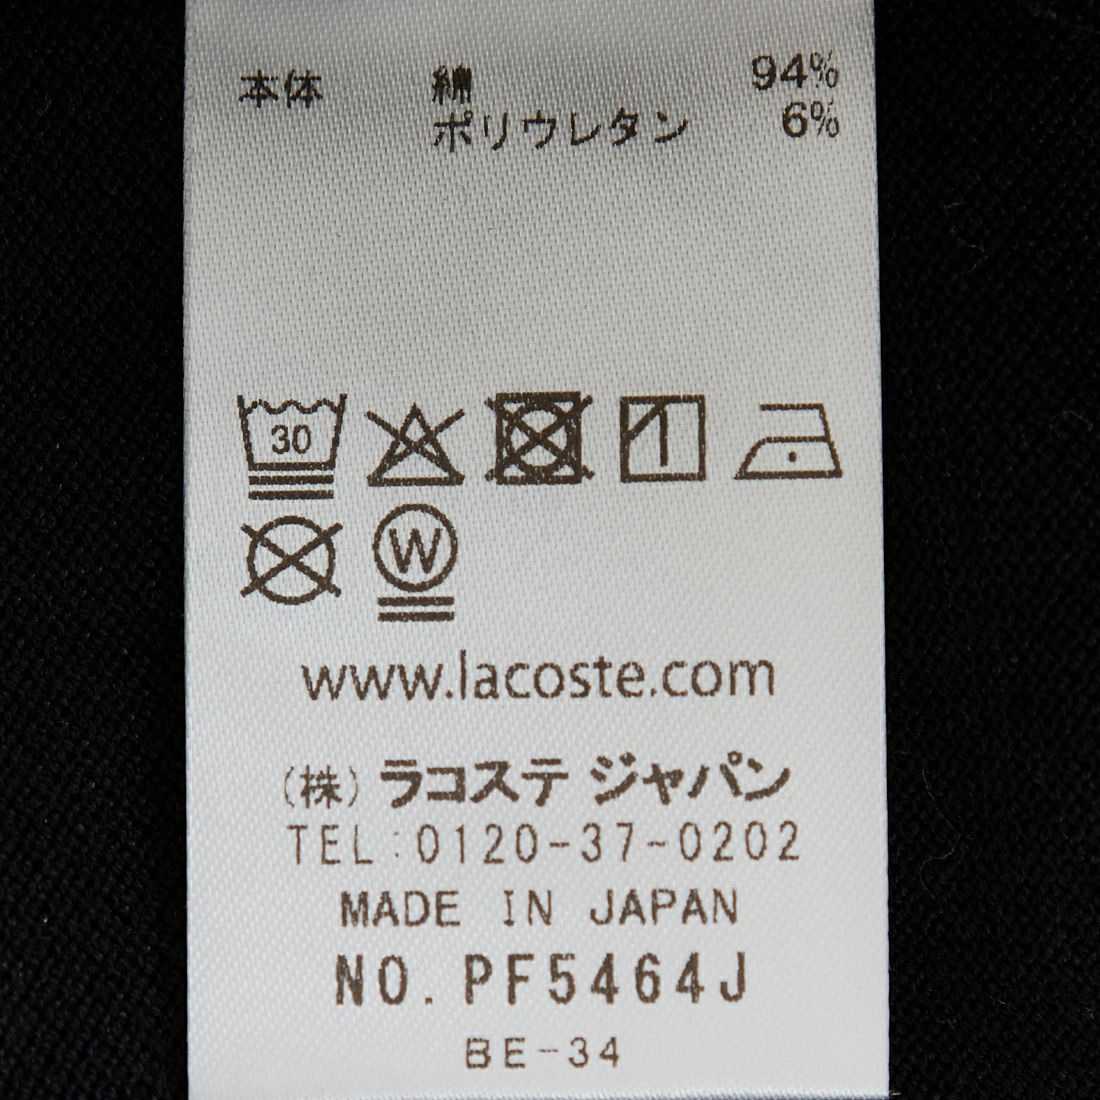 本体 綿 94%
ポリウレタン 6%
30
W
www.lacoste.com
(株) ラコステ ジャパン
TEL:0120-37-0202
MADE IN JAPAN
NO. PF5464J
BE-34